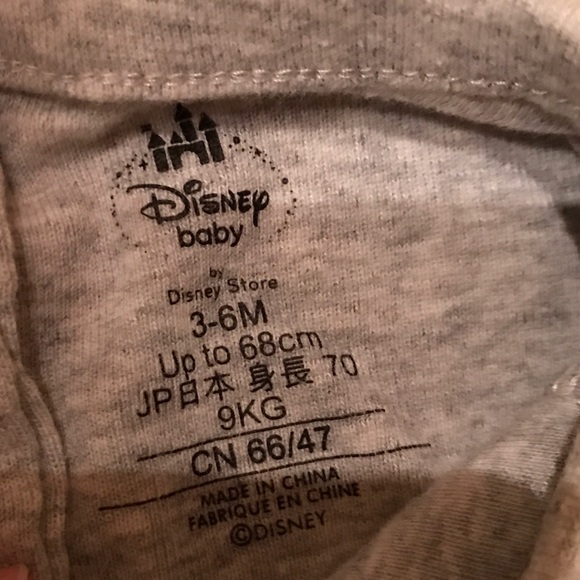 Disney
baby
by
Disney Store
3-6M
Up to 68cm
JP日本 身長 70
9KG
CN 66/47
MADE IN CHINA
FABRIQUE EN CHINE
©DISNEY